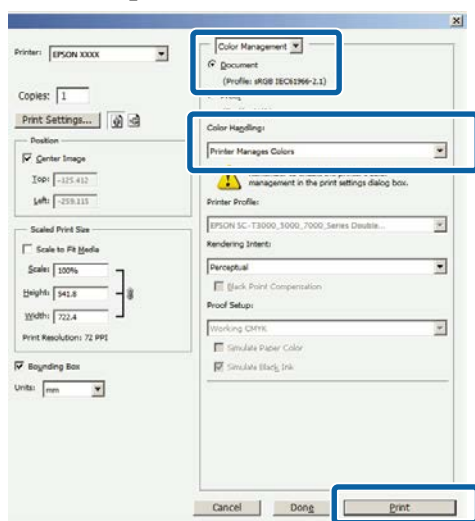 Printer: EPSON XXXX
Copies: 1
Print Settings...
Position
Center Image
Top: -125.412
Left: -259.115
Scaled Print Size
Scale to Fit Media
Scale: 100%
Height: 541.8
Width: 722.4
Print Resolution: 72 PPI
Bounding Box
Units: mm
Color Management
Document
(Profile: sRGB IEC61966-2.1)
Color Handling:
Printer Manages Colors
management in the print settings dialog box.
Printer Profile:
EPSON SC-T3000_5000_7000_Series Double...
Rendering Intent:
Perceptual
Black Point Compensation
Proof Setup:
Working CMYK
Simulate Paper Color
Simulate Black Ink
Cancel Done Print